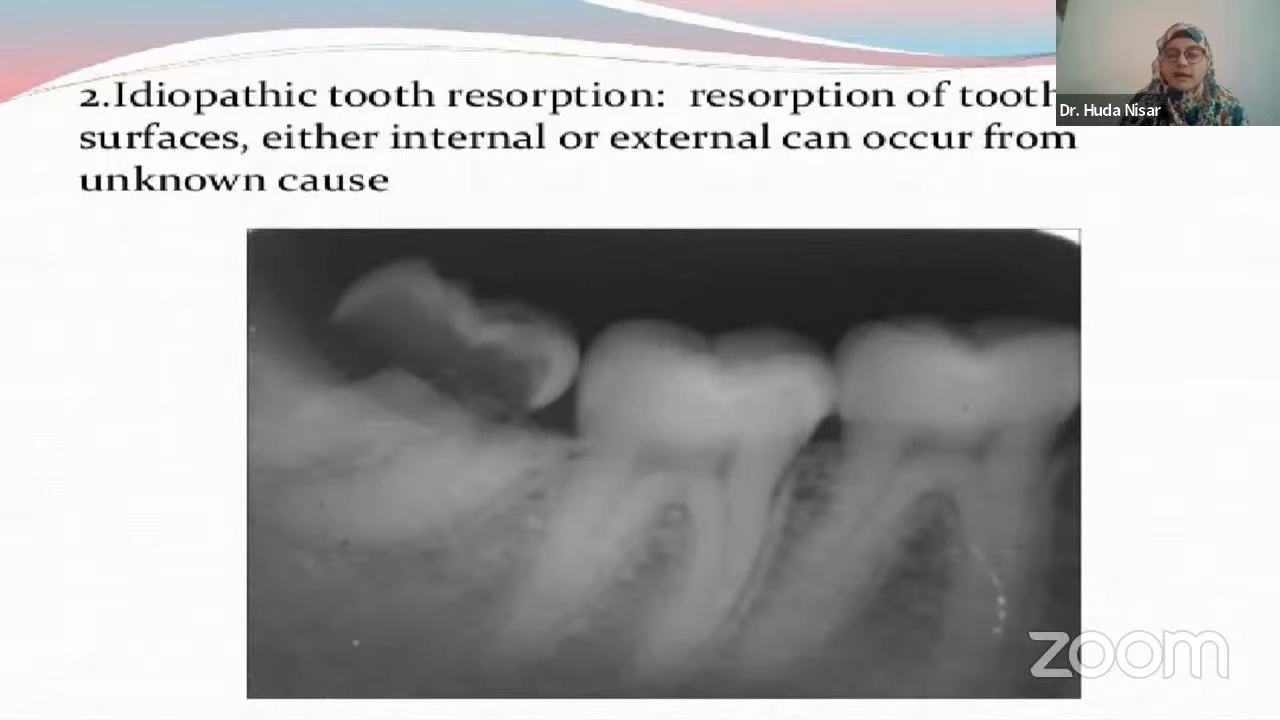 2.Idiopathic tooth resorption: resorption of tooth
surfaces, either internal or external can occur from
unknown cause
Dr. Huda Nisar
zoom